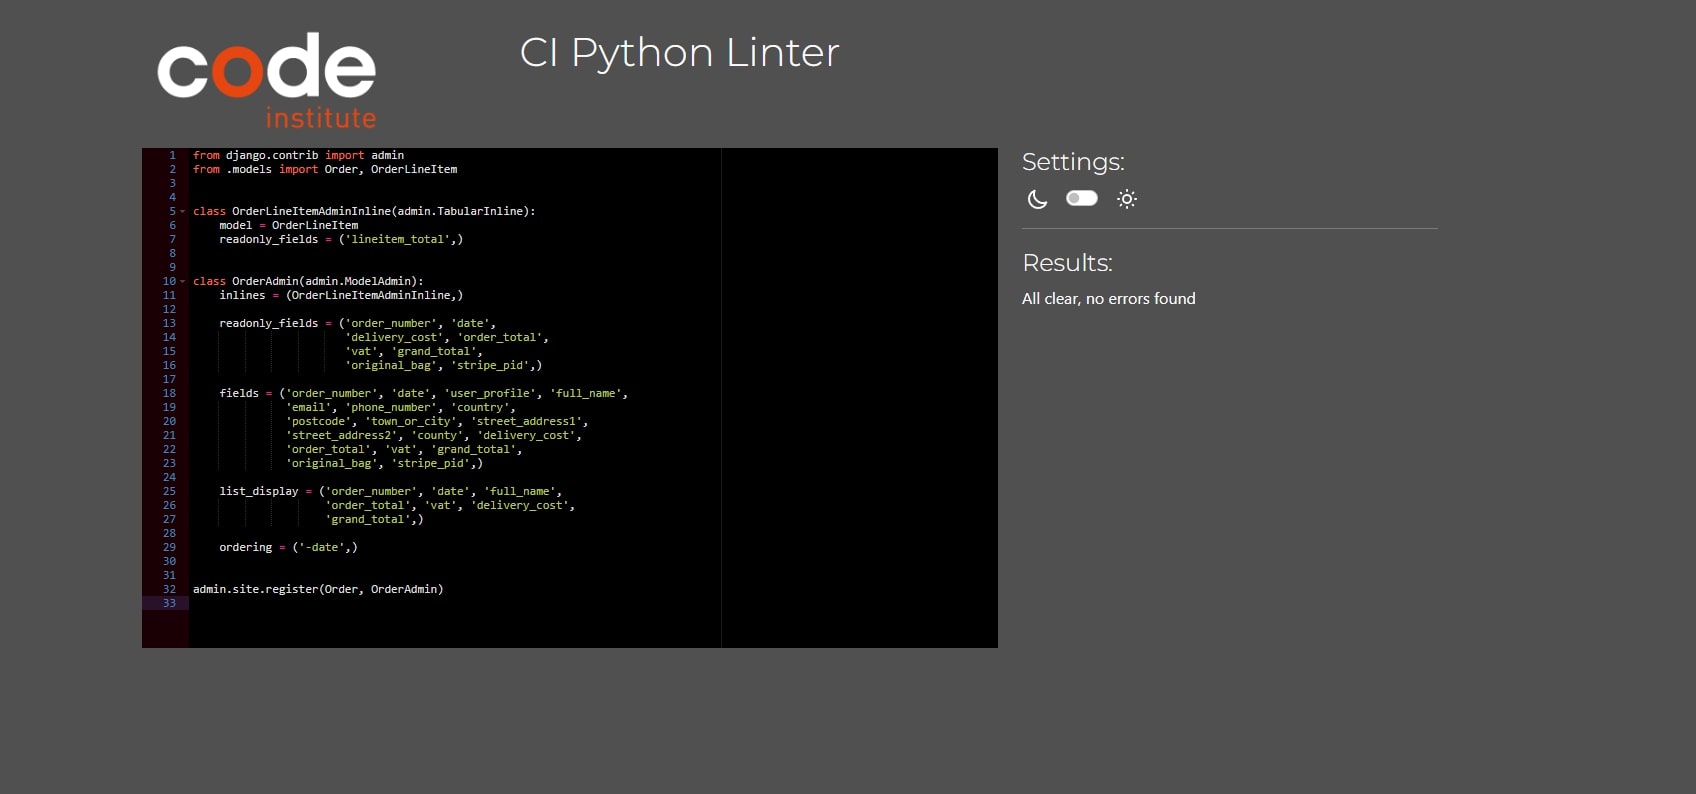 code
institute
CI Python Linter
1 from django.contrib import admin
2 from .models import Order, OrderLineItem
3
4
5 class OrderLineItemAdminInline(admin.TabularInline):
6     model = OrderLineItem
7     readonly_fields = ('lineitem_total',)
8
9
10 class OrderAdmin(admin.ModelAdmin):
11     inlines = (OrderLineItemAdminInline,)
12
13     readonly_fields = ('order_number', 'date',
14                        'delivery_cost', 'order_total',
15                        'vat', 'grand_total',
16                        'original_bag', 'stripe_pid',)
17
18     fields = ('order_number', 'date', 'user_profile', 'full_name',
19               'email', 'phone_number', 'country',
20               'postcode', 'town_or_city', 'street_address1',
21               'street_address2', 'county', 'delivery_cost',
22               'order_total', 'vat', 'grand_total',
23               'original_bag', 'stripe_pid',)
24
25     list_display = ('order_number', 'date', 'full_name',
26                     'order_total', 'vat', 'delivery_cost',
27                     'grand_total',)
28
29     ordering = ('-date',)
30
31
32 admin.site.register(Order, OrderAdmin)
33
Settings:
Results:
All clear, no errors found